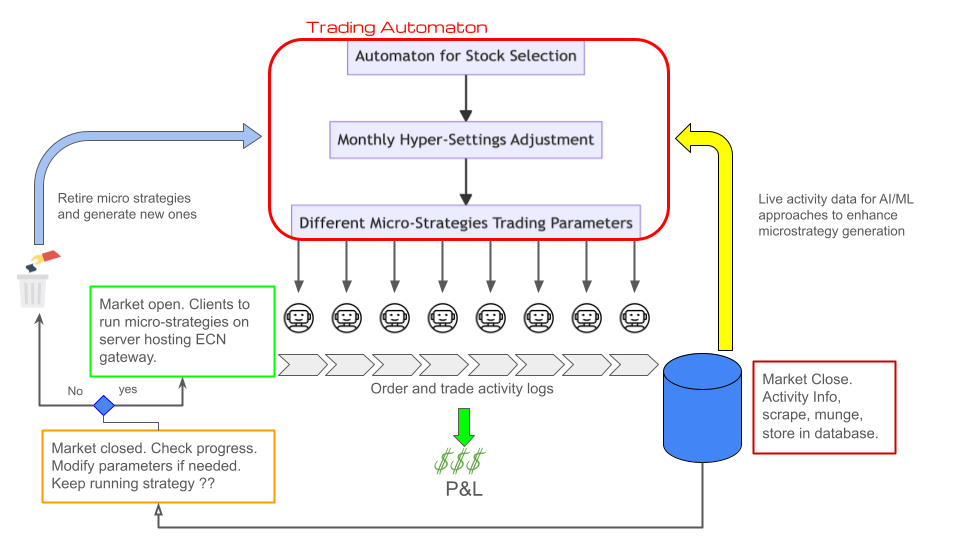 Trading Automaton
Automaton for Stock Selection
Monthly Hyper-Settings Adjustment
Different Micro-Strategies Trading Parameters
Retire micro strategies
and generate new ones
Live activity data for AI/ML
approaches to enhance
microstrategy generation
Market open. Clients to
run micro-strategies on
server hosting ECN
gateway.
Order and trade activity logs
No
yes
Market Close.
Activity Info,
scrape, munge,
store in database.
Market closed. Check progress.
Modify parameters if needed.
Keep running strategy ??
$$$
P&L